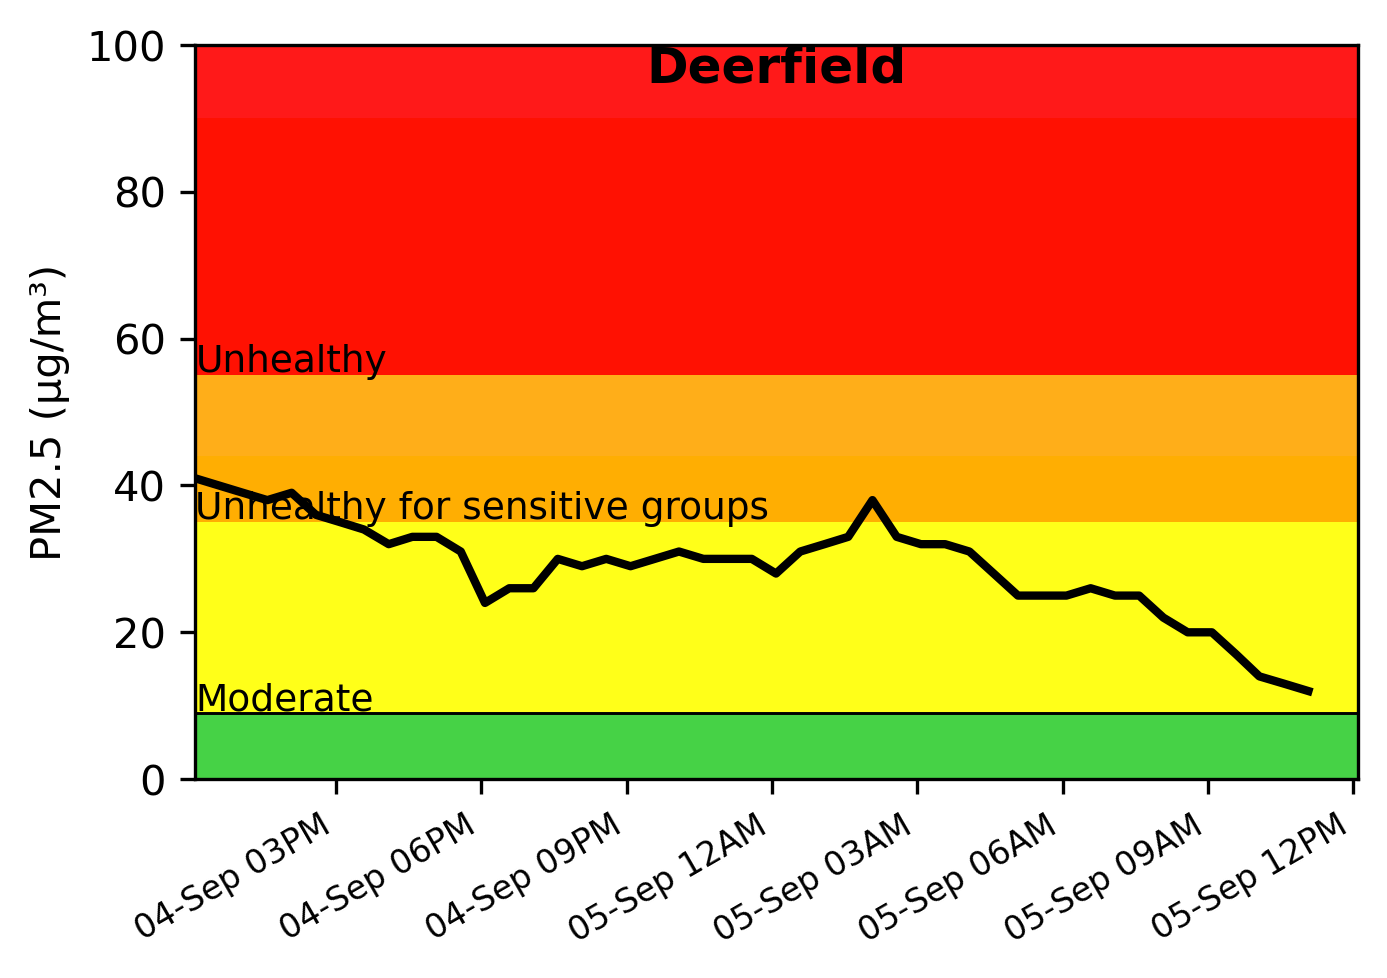 Deerfield
PM2.5 (µg/m³)
100
80
60
40
20
0
Unhealthy
Unhealthy for sensitive groups
Moderate
04-Sep 03PM
04-Sep 06PM
04-Sep 09PM
05-Sep 12AM
05-Sep 03AM
05-Sep 06AM
05-Sep 09AM
05-Sep 12PM